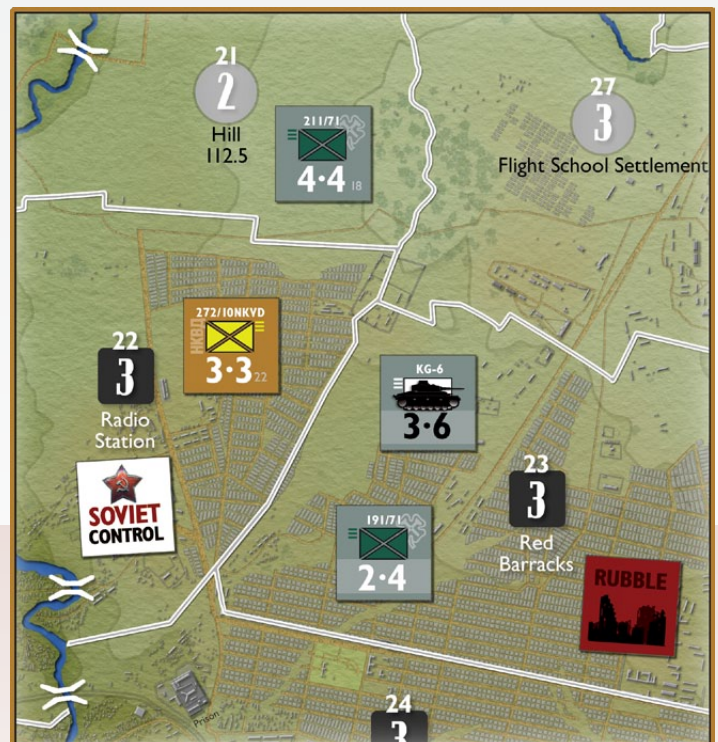 21
2
Hill
112.5
211/71
4·4 18
27
3
Flight School Settlement
272/10NKVD
НКВД
3·3 22
22
3
Radio
Station
SOVIET
CONTROL
KG-6
3·6
23
3
Red
Barracks
191/71
2·4
RUBBLE
Prison
24
3